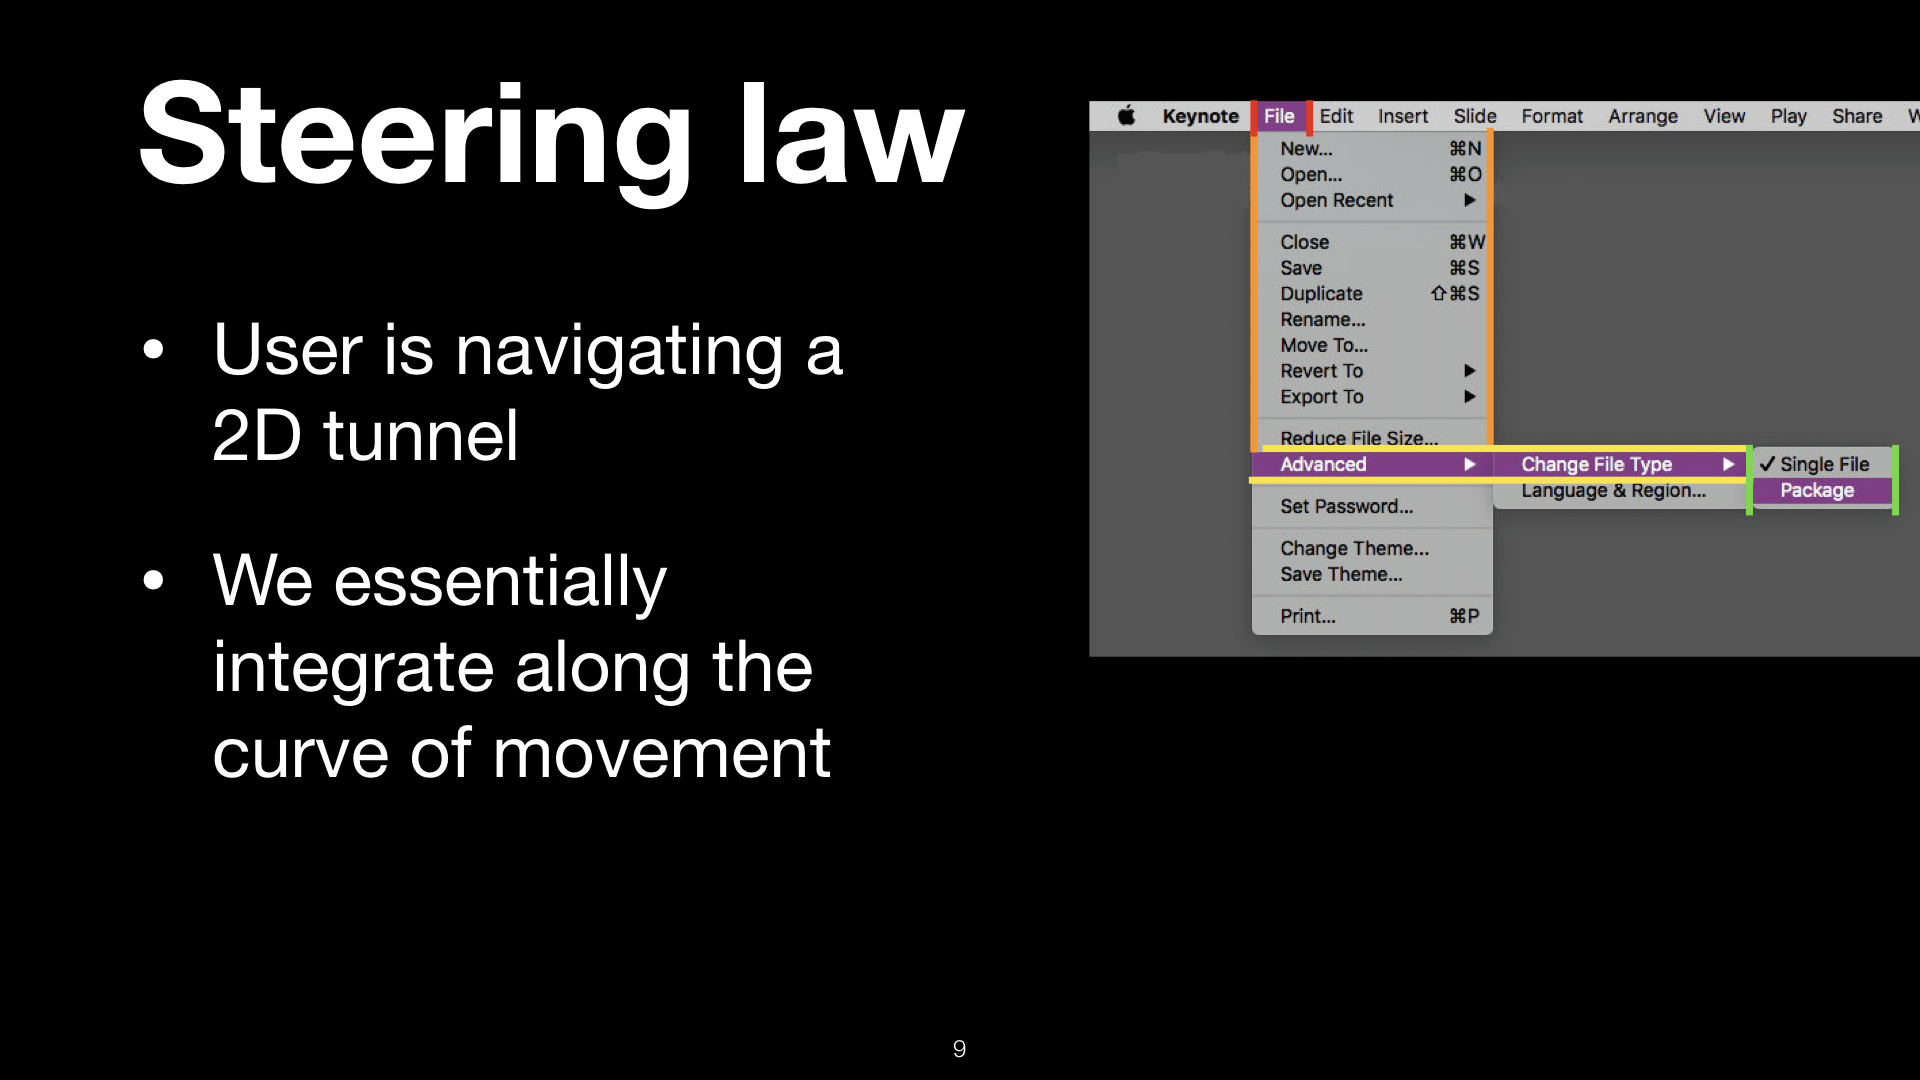 Steering law
• User is navigating a
2D tunnel
• We essentially
integrate along the
curve of movement
Keynote File Edit Insert Slide Format Arrange View Play Share W
New... ⌘N
Open... ⌘O
Open Recent ▶
Close ⌘W
Save ⌘S
Duplicate ⇧⌘S
Rename...
Move To...
Revert To ▶
Export To ▶
Reduce File Size...
Advanced ▶ Change File Type ▶ ✓ Single File
Language & Region... Package
Set Password...
Change Theme...
Save Theme...
Print... ⌘P
9